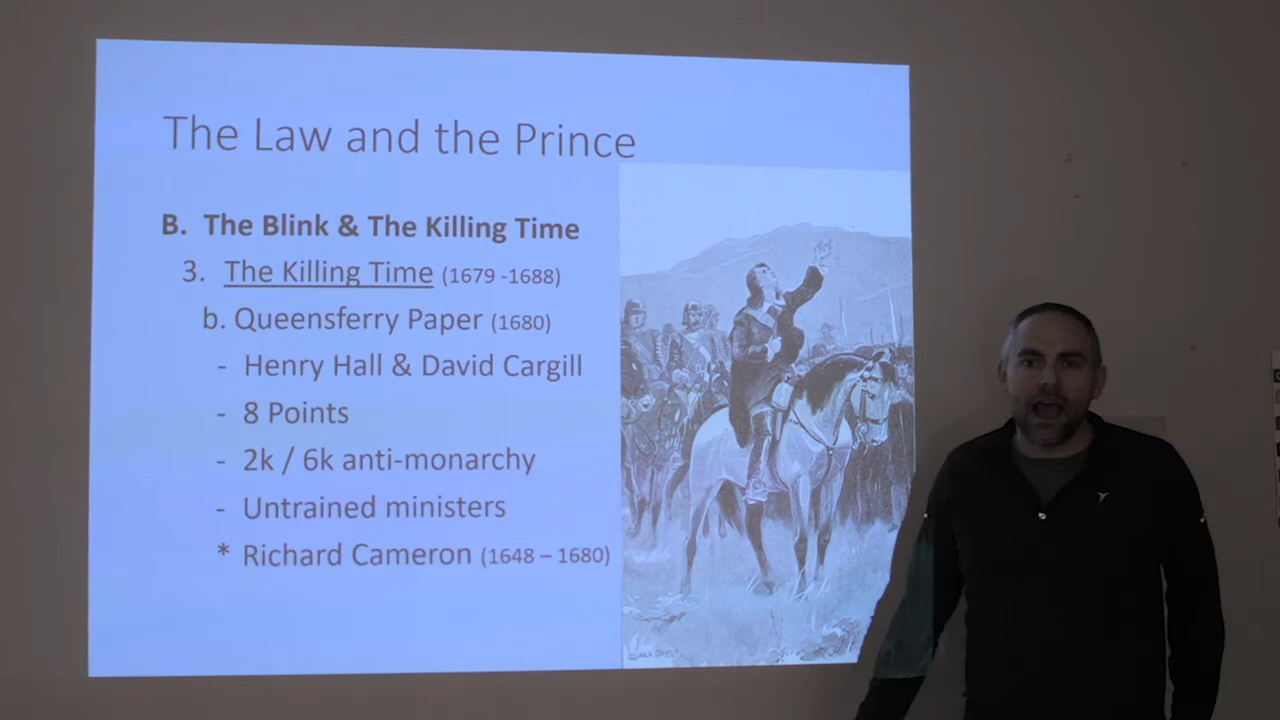 The Law and the Prince
B. The Blink & The Killing Time
3. The Killing Time (1679 -1688)
b. Queensferry Paper (1680)
- Henry Hall & David Cargill
- 8 Points
- 2k / 6k anti-monarchy
- Untrained ministers
* Richard Cameron (1648 – 1680)